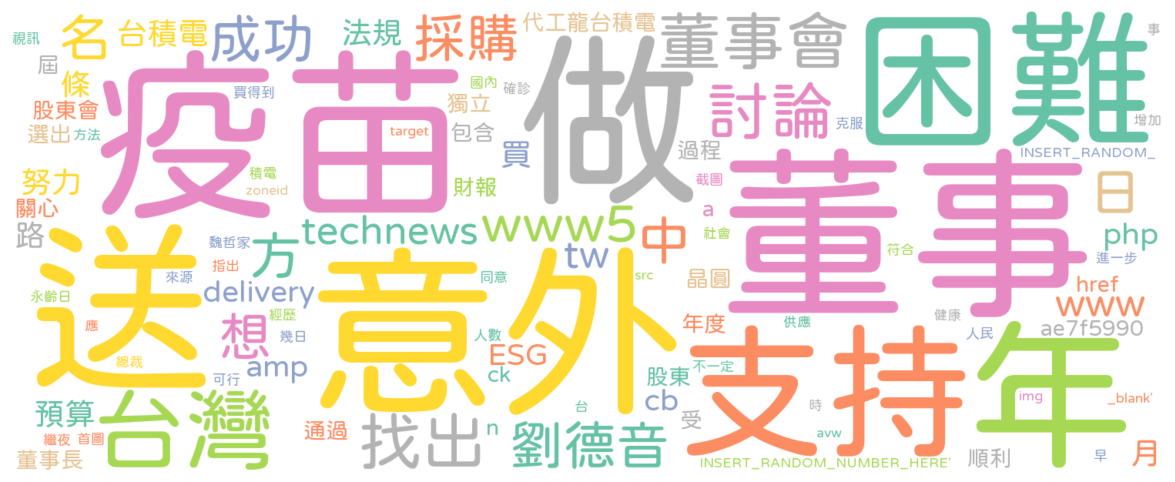 視訊
名
台積電
成功
法規
採購
代工龍台積電
董事會
困難
事
屆
條
股東會
選出
方法
疫苗
買得到
國內
確診
獨立
target
包含
做
買
討論
克服
過程
增加
INSERT_RANDOM_
努力
關心
積電
zoneid
財報
截圖
a
董事
日
路
technews
www5
中
社會
php
魏哲家
方
tw
符合
進一步
送
來源
指出
意外
同意
src
晶圓
href
永齡日
delivery
經歷
www
應
想
幾日
人數
年度
供應
健康
ae7f5990
人民
總裁
amp
ESG
ck
不一定
支持
年
可行
股東
cb
img
_blank'
預算
台灣
台
受
時
找出
n
劉德音
avw
繼夜
首圖
通過
董事長
INSERT_RANDOM_NUMBER_HERE'
順利
早
月